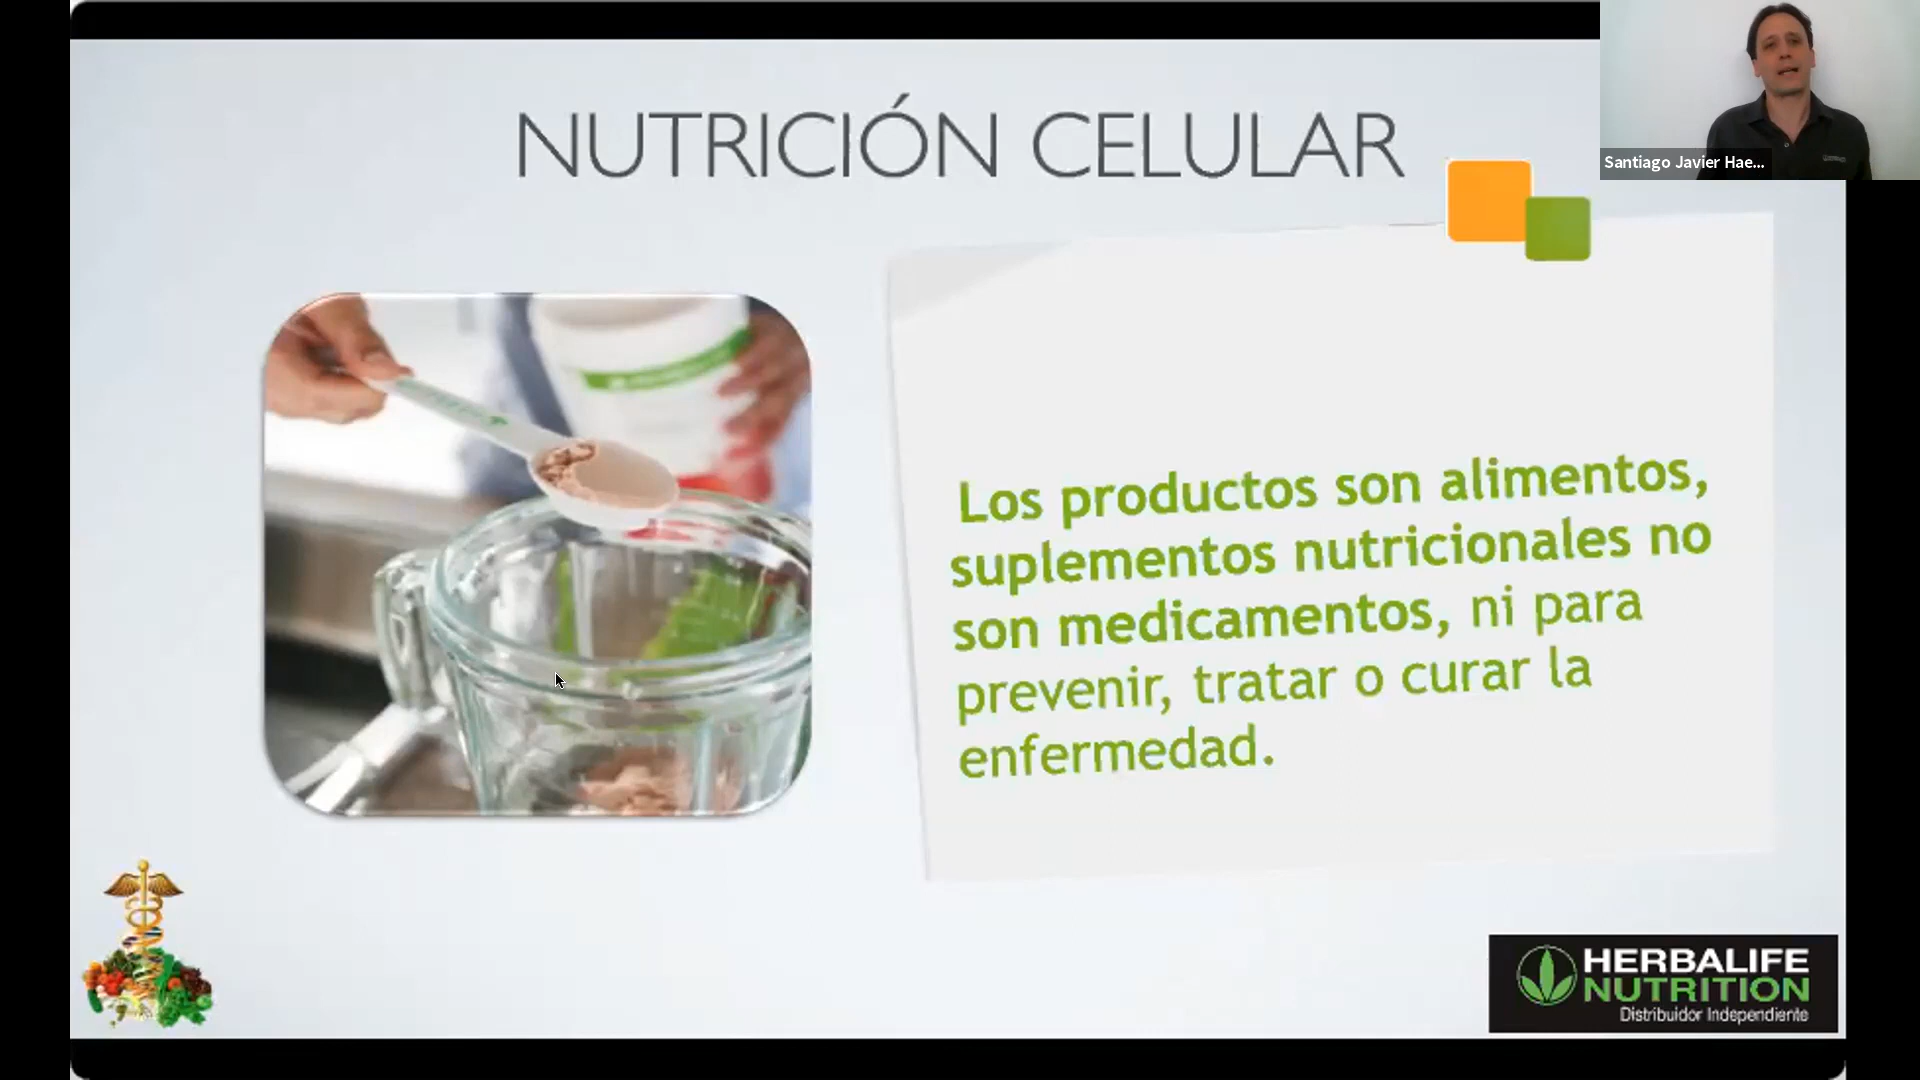 NUTRICIÓN CELULAR
Santiago Javier Hae...
Los productos son alimentos,
suplementos nutricionales no
son medicamentos, ni para
prevenir, tratar o curar la
enfermedad.
HERBALIFE
NUTRITION
Distribuidor Independiente